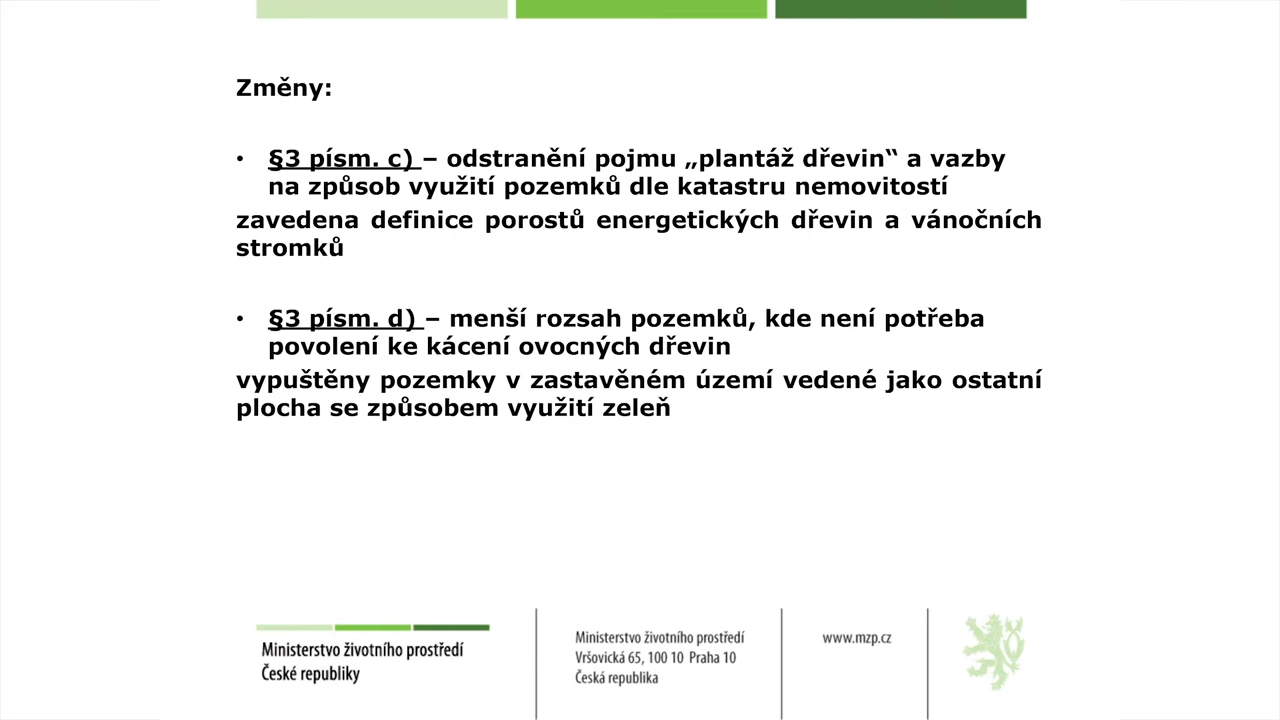 Změny:
• §3 písm. c) – odstranění pojmu „plantáž dřevin“ a vazby
na způsob využití pozemků dle katastru nemovitostí
zavedena definice porostů energetických dřevin a vánočních
stromků
• §3 písm. d) – menší rozsah pozemků, kde není potřeba
povolení ke kácení ovocných dřevin
vypuštěny pozemky v zastavěném území vedené jako ostatní
plocha se způsobem využití zeleň
Ministerstvo životního prostředí
České republiky
Ministerstvo životního prostředí
Vršovická 65, 100 10 Praha 10
Česká republika
www.mzp.cz